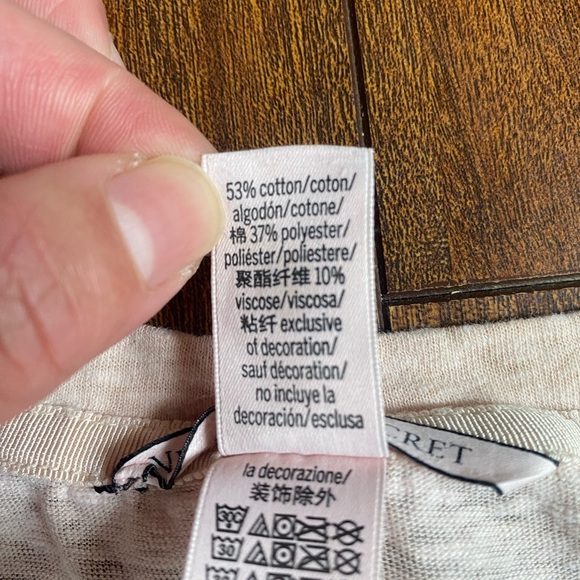 53% cotton/coton/
algodón/cotone/
棉 37% polyester/
poliéster/poliestere/
聚酯纤维 10%
viscose/viscosa/
粘纤 exclusive
of decoration/
sauf décoration/
no incluye la
decoración/esclusa
CRET
la decorazione/
装饰除外
30